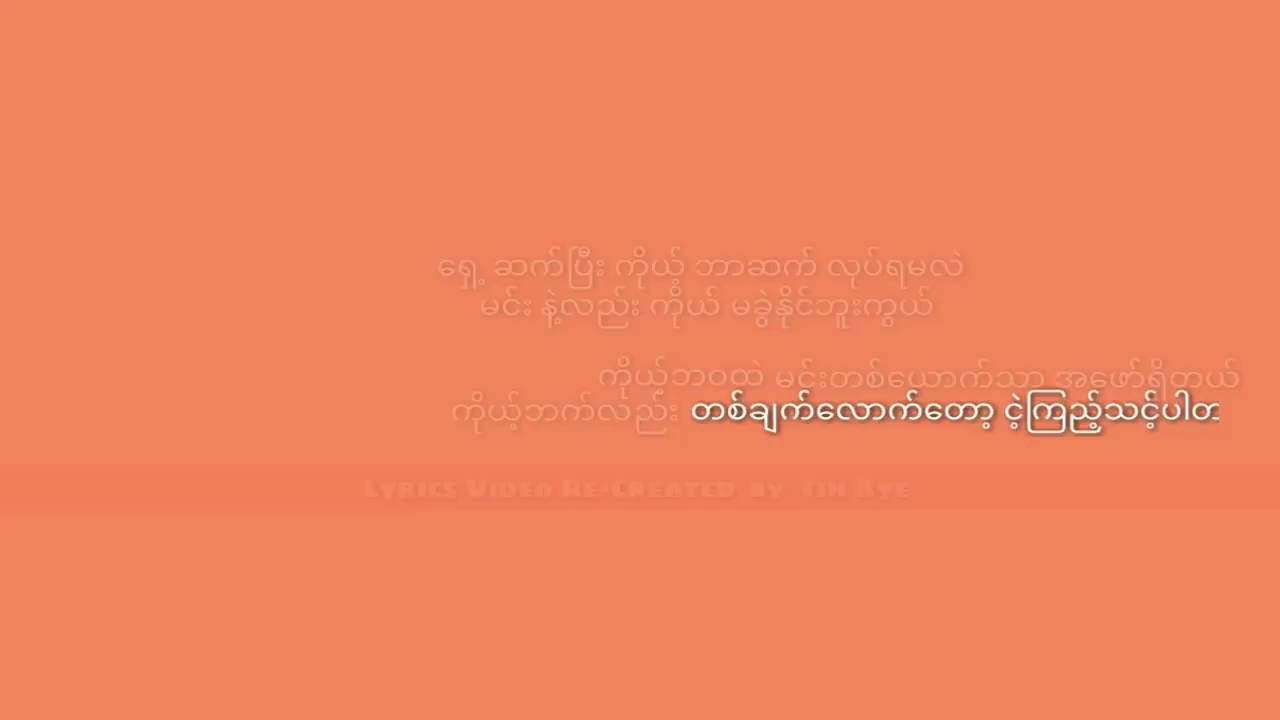 ရှေ့ ဆက်ပြီး ကိုယ့် ဘာဆက် လုပ်ရမလဲ
မင်း နဲ့လည်း ကိုယ် မခွဲနိုင်ဘူးကွယ်
ကိုယ့်ဘဝထဲ မင်းတစ်ယောက်သာ အဖော်ရှိတယ်
ကိုယ့်ဘက်လည်း တစ်ချက်လောက်တော့ ငဲ့ကြည့်သင့်ပါတ
Lyrics Video Re-Created by Tin Aye